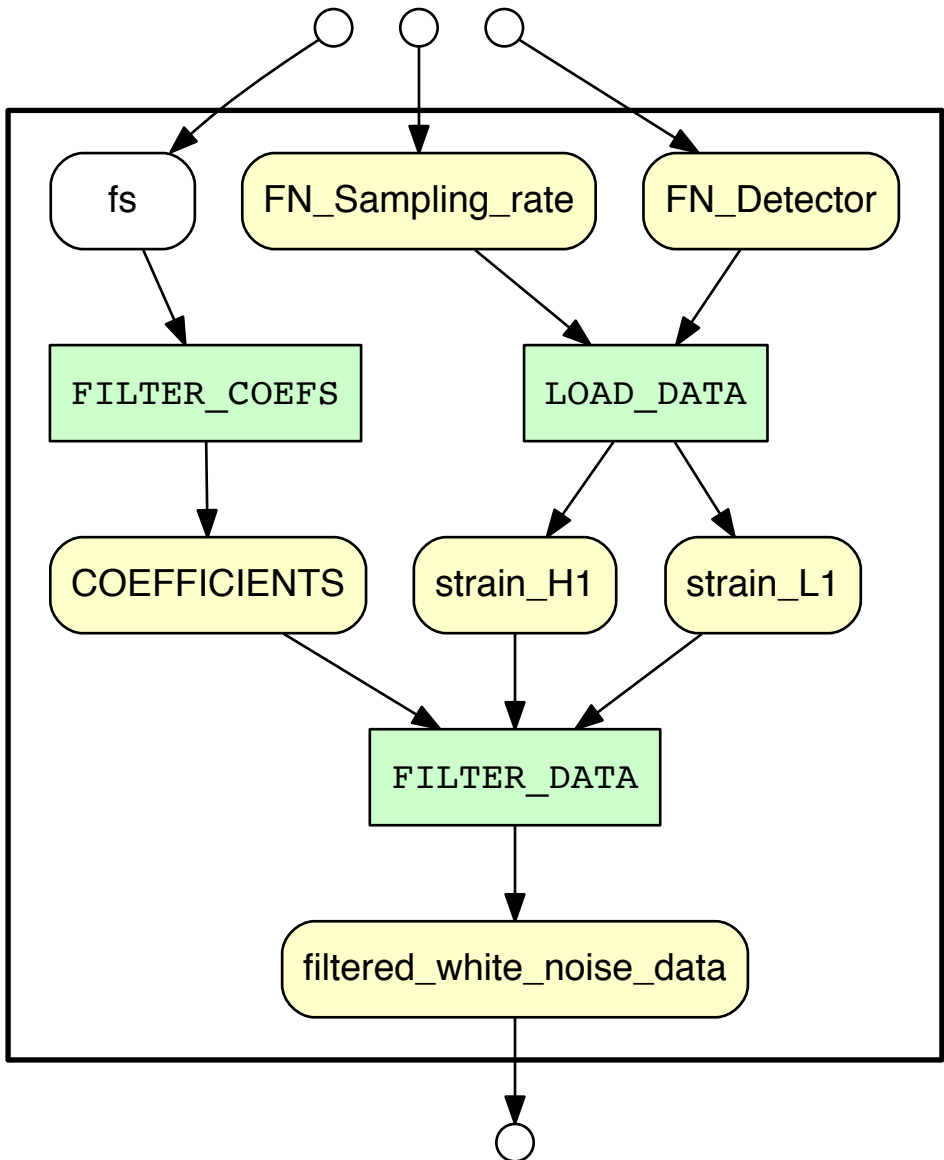 fs
FN_Sampling_rate
FN_Detector
FILTER_COEFS
LOAD_DATA
COEFFICIENTS
strain_H1
strain_L1
FILTER_DATA
filtered_white_noise_data